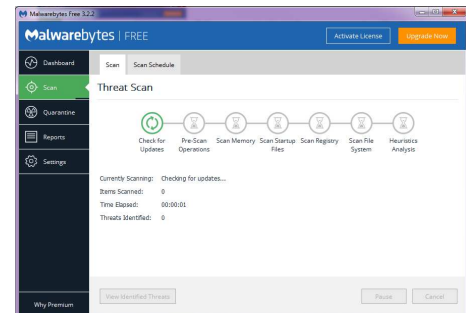 Malwarebytes Free 3.2.2
Malwarebytes | FREE
Activate License
Upgrade Now
Dashboard
Scan
Quarantine
Reports
Settings
Why Premium
Scan
Scan Schedule
Threat Scan
Check for Updates
Pre-Scan Operations
Scan Memory
Scan Startup Files
Scan Registry
Scan File System
Heuristics Analysis
Currently Scanning: Checking for updates...
Items Scanned: 0
Time Elapsed: 00:00:01
Threats Identified: 0
View Identified Threats
Pause
Cancel